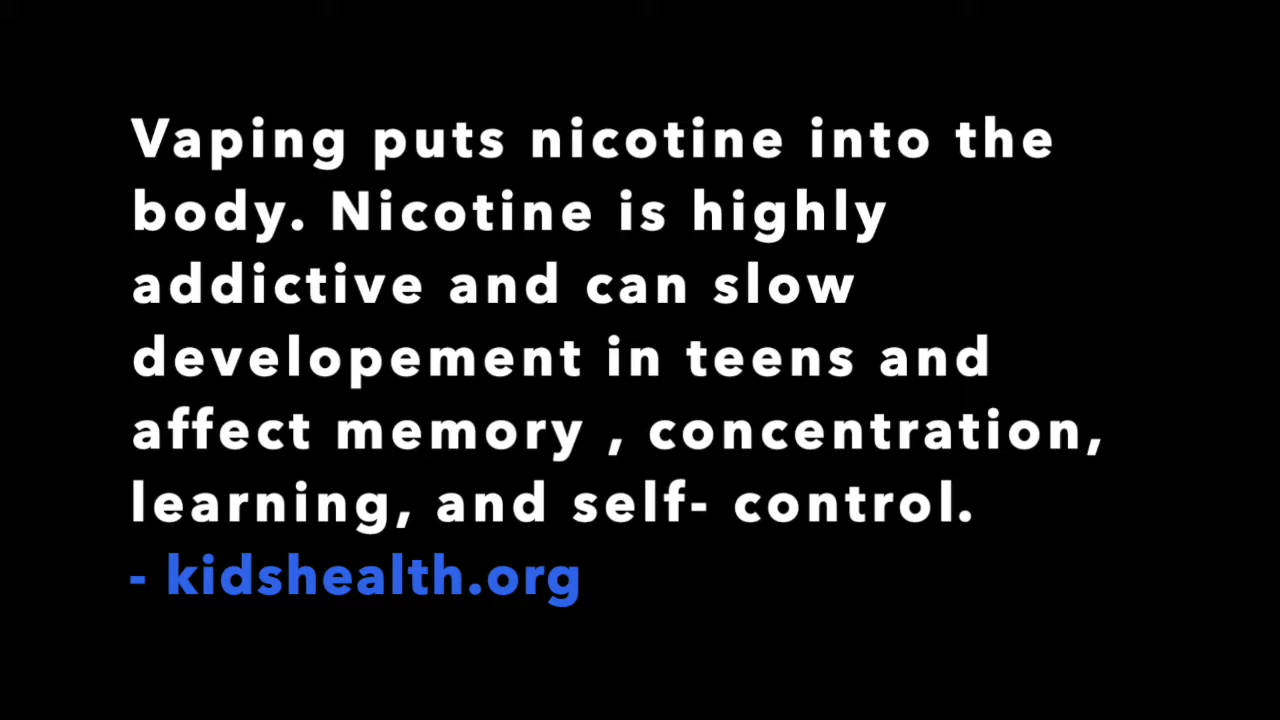 Vaping puts nicotine into the
body. Nicotine is highly
addictive and can slow
developement in teens and
affect memory , concentration,
learning, and self- control.
- kidshealth.org